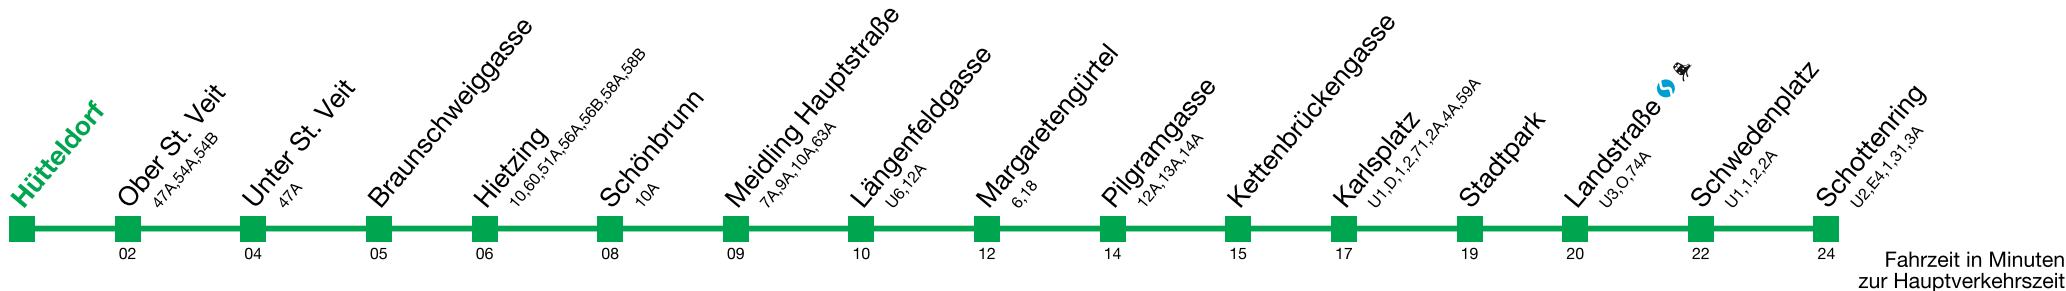 Hütteldorf
Ober St. Veit
47A,54A,54B
Unter St. Veit
47A
Braunschweiggasse
Hietzing
10,60,51A,56A,56B,58A,58B
Schönbrunn
10A
Meidling Hauptstraße
7A,9A,10A,63A
Längenfeldgasse
U6,12A
Margaretengürtel
6,18
Pilgramgasse
12A,13A,14A
Kettenbrückengasse
Karlsplatz
U1,D,1,2,71,2A,4A,59A
Stadtpark
Landstraße
U3,O,74A
Schwedenplatz
U1,1,2,2A
Schottenring
U2,E4,1,31,3A
02 04 05 06 08 09 10 12 14 15 17 19 20 22 24
Fahrzeit in Minuten
zur Hauptverkehrszeit